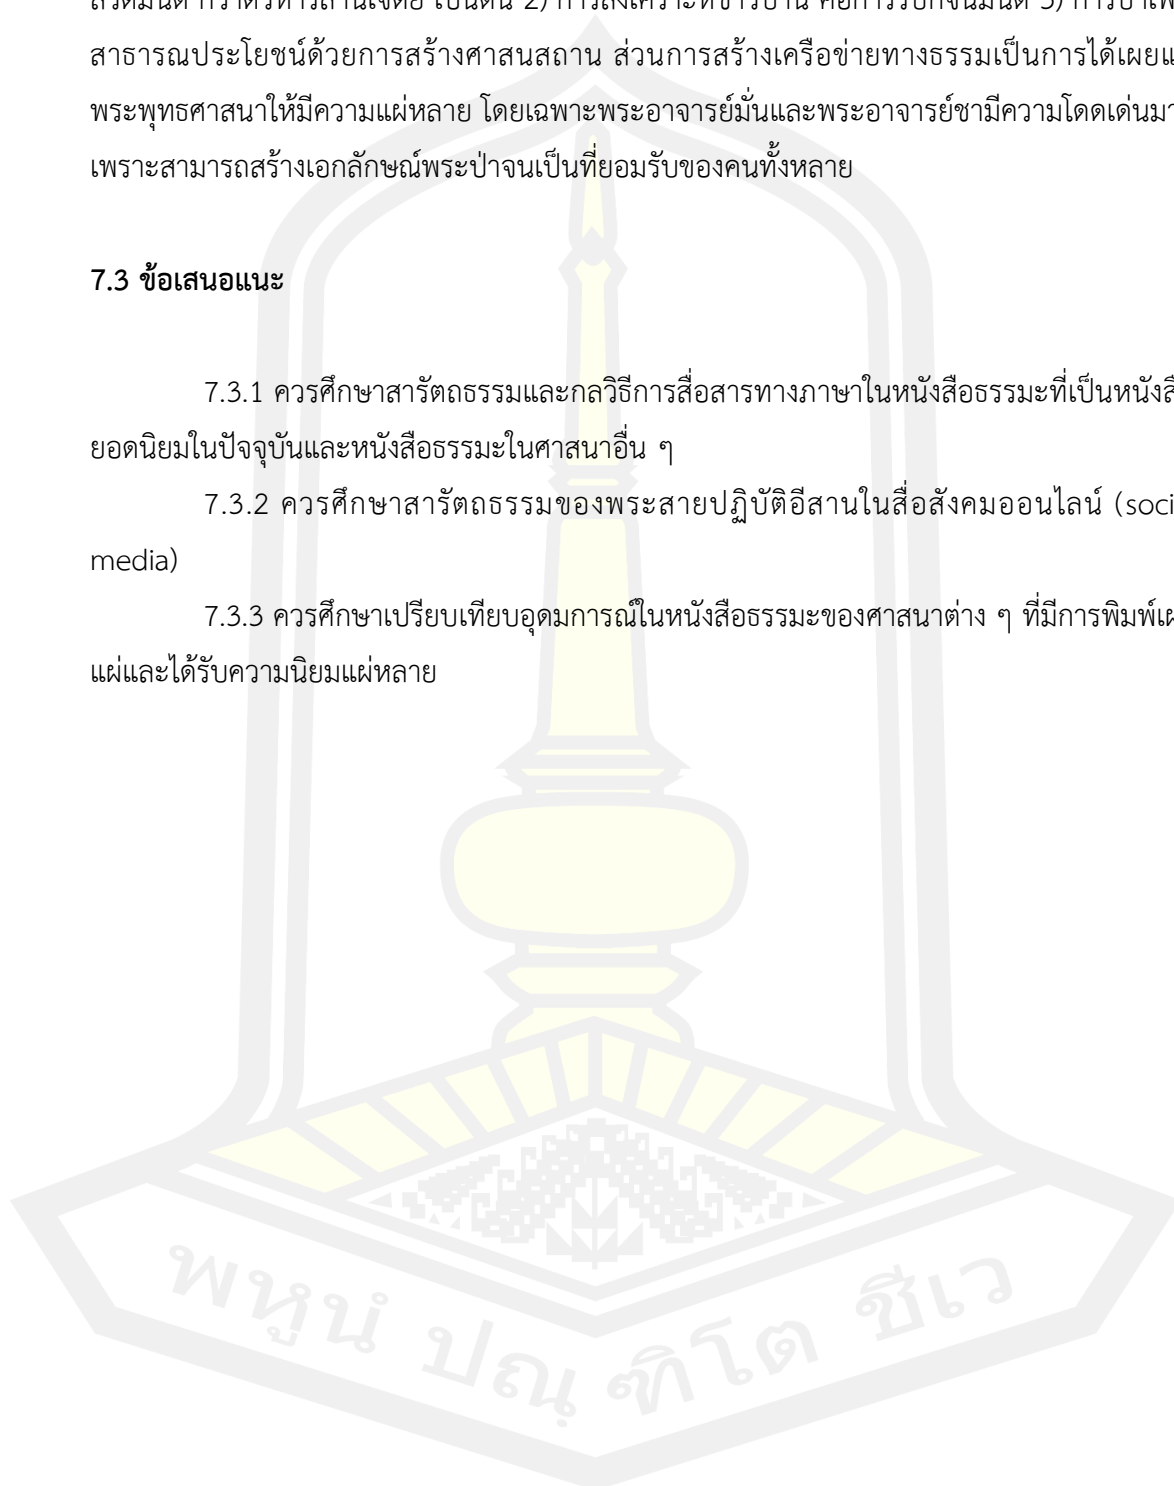 สาธารณประโยชน์ด้วยการสร้างศาสนสถาน ส่วนการสร้างเครือข่ายทางธรรมเป็นการได้เผยแ
พระพุทธศาสนาให้มีความแผ่หลาย โดยเฉพาะพระอาจารย์มั่นและพระอาจารย์ชามีความโดดเด่นมา
เพราะสามารถสร้างเอกลักษณ์พระป่าจนเป็นที่ยอมรับของคนทั้งหลาย
7.3 ข้อเสนอแนะ
7.3.1 ควรศึกษาสารัตถธรรมและกลวิธีการสื่อสารทางภาษาในหนังสือธรรมะที่เป็นหนังสื
ยอดนิยมในปัจจุบันและหนังสือธรรมะในศาสนาอื่น ๆ
7.3.2 ควรศึกษาสารัตถธรรมของพระสายปฏิบัติอีสานในสื่อสังคมออนไลน์ (soci
media)
7.3.3 ควรศึกษาเปรียบเทียบอุดมการณ์ในหนังสือธรรมะของศาสนาต่าง ๆ ที่มีการพิมพ์เผ
แผ่และได้รับความนิยมแผ่หลาย
พหูนํ ปณฺฑิโต ชีเว